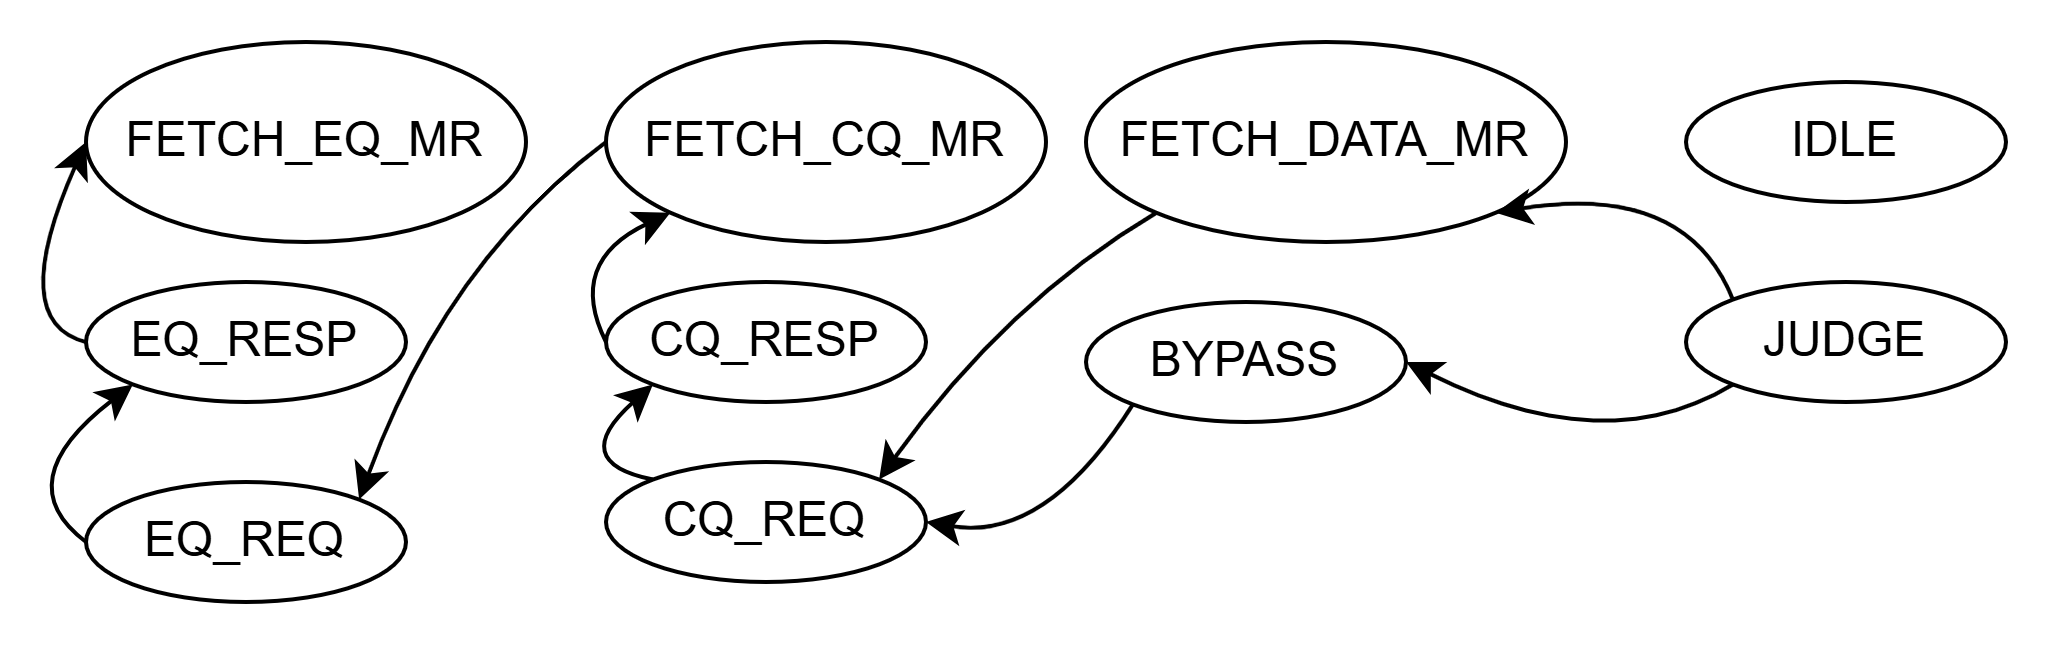 FETCH_EQ_MR
FETCH_CQ_MR
FETCH_DATA_MR
IDLE
EQ_RESP
CQ_RESP
BYPASS
JUDGE
EQ_REQ
CQ_REQ